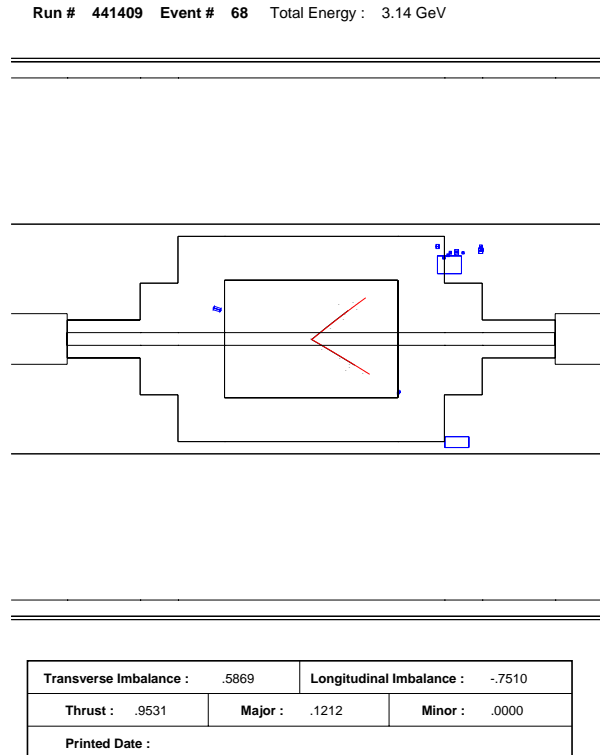 Run # 441409 Event # 68 Total Energy : 3.14 GeV
Transverse Imbalance : .5869 Longitudinal Imbalance : -.7510
Thrust : .9531 Major : .1212 Minor : .0000
Printed Date :